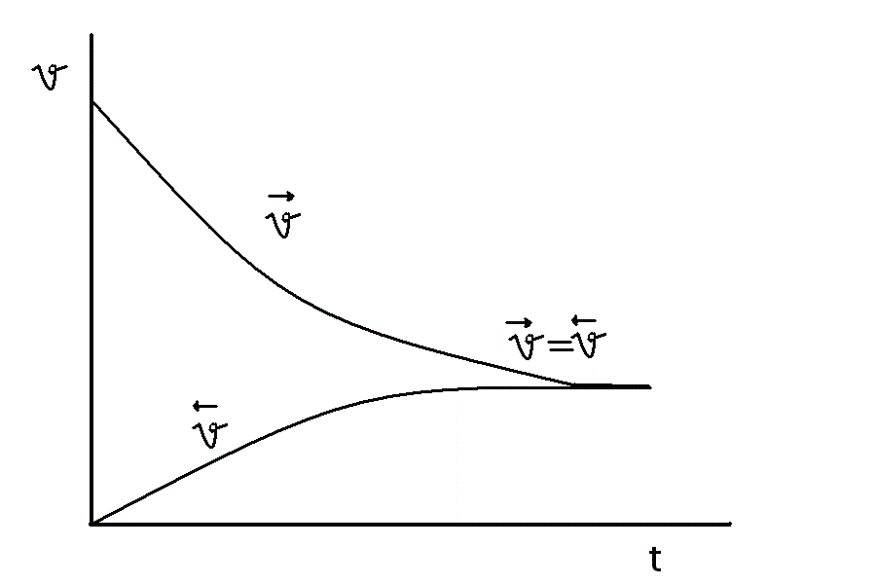 v
v⃗
v⃗ = v⃖
v⃖
t